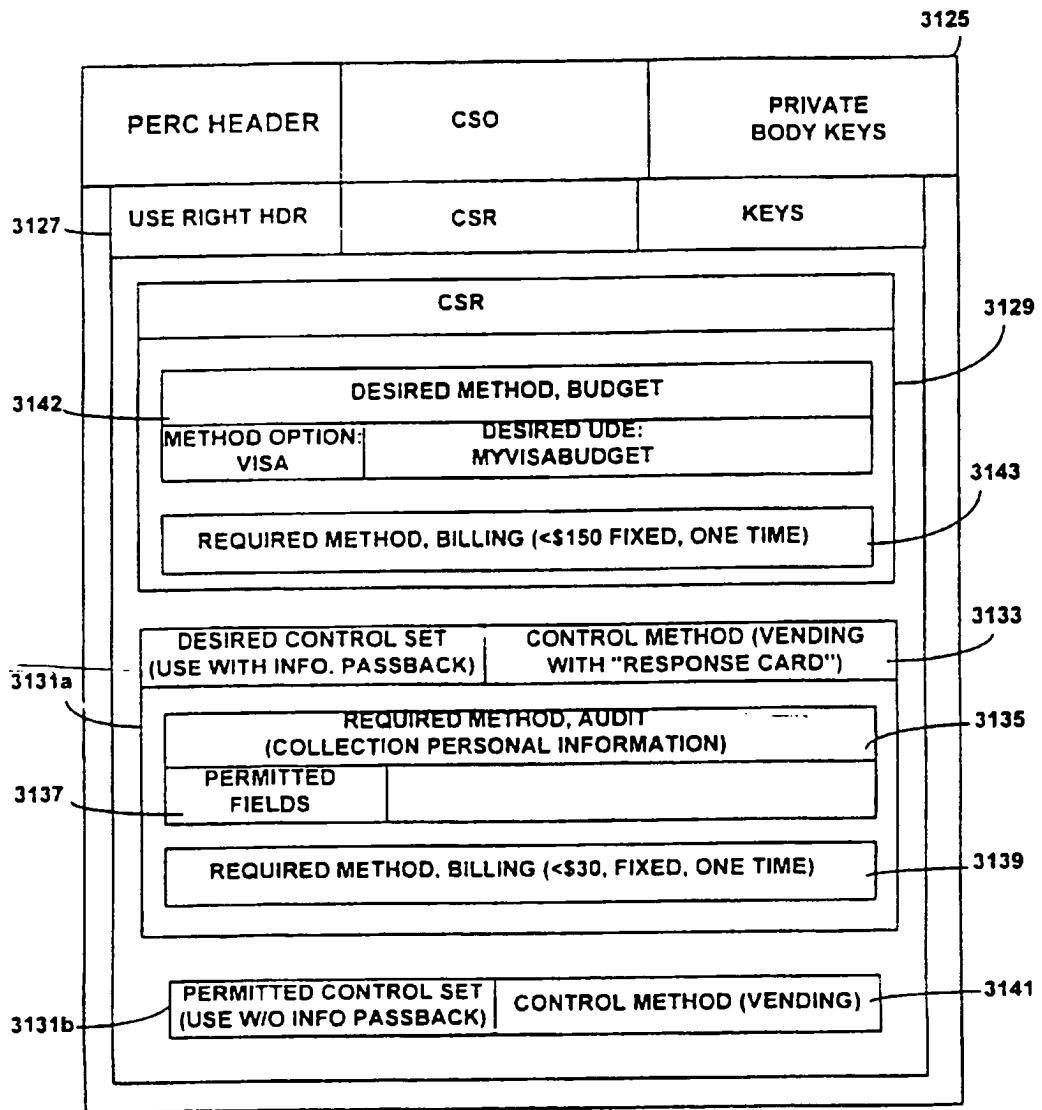 3125
PERC HEADER
CSO
PRIVATE
BODY KEYS
3127
USE RIGHT HDR
CSR
KEYS
CSR
3129
DESIRED METHOD, BUDGET
3142
METHOD OPTION:
VISA
DESIRED UDE:
MYVISABUDGET
3143
REQUIRED METHOD, BILLING (<$150 FIXED, ONE TIME)
DESIRED CONTROL SET
(USE WITH INFO. PASSBACK)
CONTROL METHOD (VENDING
WITH "RESPONSE CARD")
3133
3131a
REQUIRED METHOD, AUDIT
(COLLECTION PERSONAL INFORMATION)
3135
PERMITTED
FIELDS
3137
REQUIRED METHOD. BILLING (<$30, FIXED, ONE TIME)
3139
PERMITTED CONTROL SET
(USE W/O INFO PASSBACK)
CONTROL METHOD (VENDING)
3141
3131b